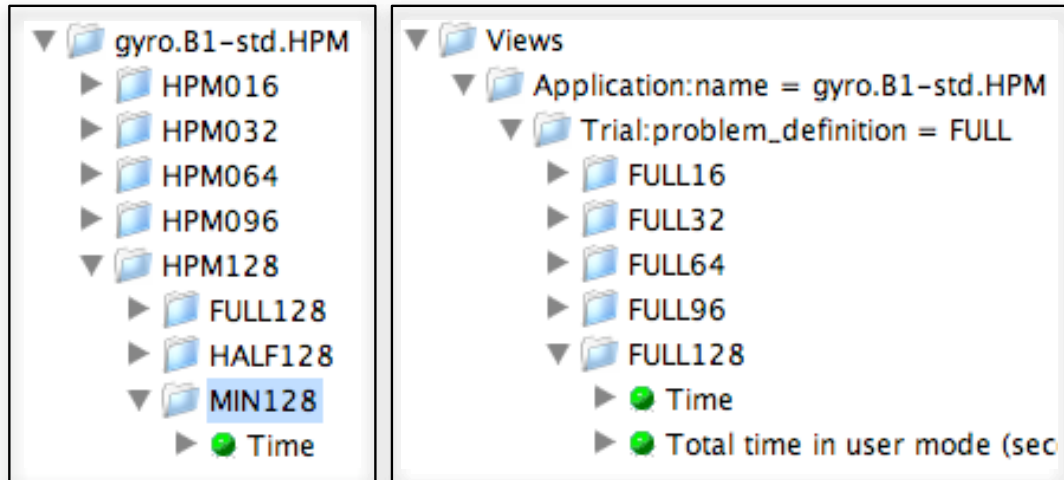 gyro.B1-std.HPM
HPM016
HPM032
HPM064
HPM096
HPM128
FULL128
HALF128
MIN128
Time
Views
Application:name = gyro.B1-std.HPM
Trial:problem_definition = FULL
FULL16
FULL32
FULL64
FULL96
FULL128
Time
Total time in user mode (sec